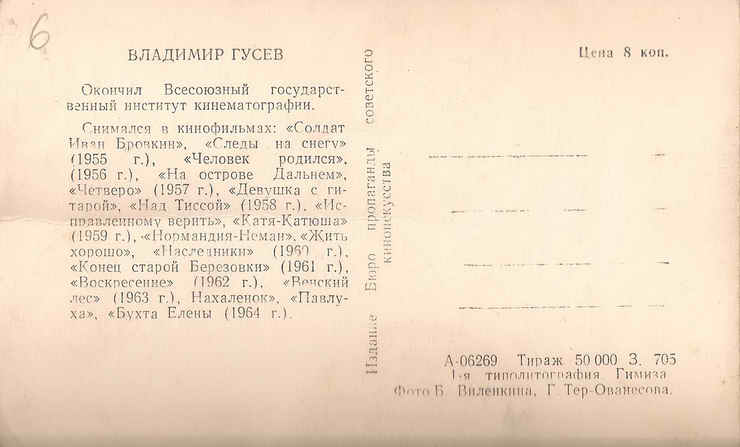 6
ВЛАДИМИР ГУСЕВ
Окончил Всесоюзный государст-
венный институт кинематографии.
Снимался в кинофильмах: «Солдат
Иван Бровкин», «Следы на снегу»
(1955 г.), «Человек родился»,
(1956 г.), «На острове Дальнем»,
«Четверо» (1957 г.), «Девушка с ги-
тарой», «Над Тиссой» (1958 г.), «Ис-
правленному верить», «Катя-Катюша»
(1959 г.), «Нормандия-Неман», «Жить
хорошо», «Наследники» (1960 г.),
«Конец старой Березовки» (1961 г.),
«Воскресение» (1962 г.), «Венский
лес» (1963 г.), Нахаленок», «Павлу-
ха», «Бухта Елены (1964 г.).
Издание Бюро пропаганды советского
киноискусства
Цена 8 коп.
А-06269 Тираж 50 000 З. 705
1-я типолитография Гимиза
Фото Б. Виленкина, Г. Тер-Ованесова.